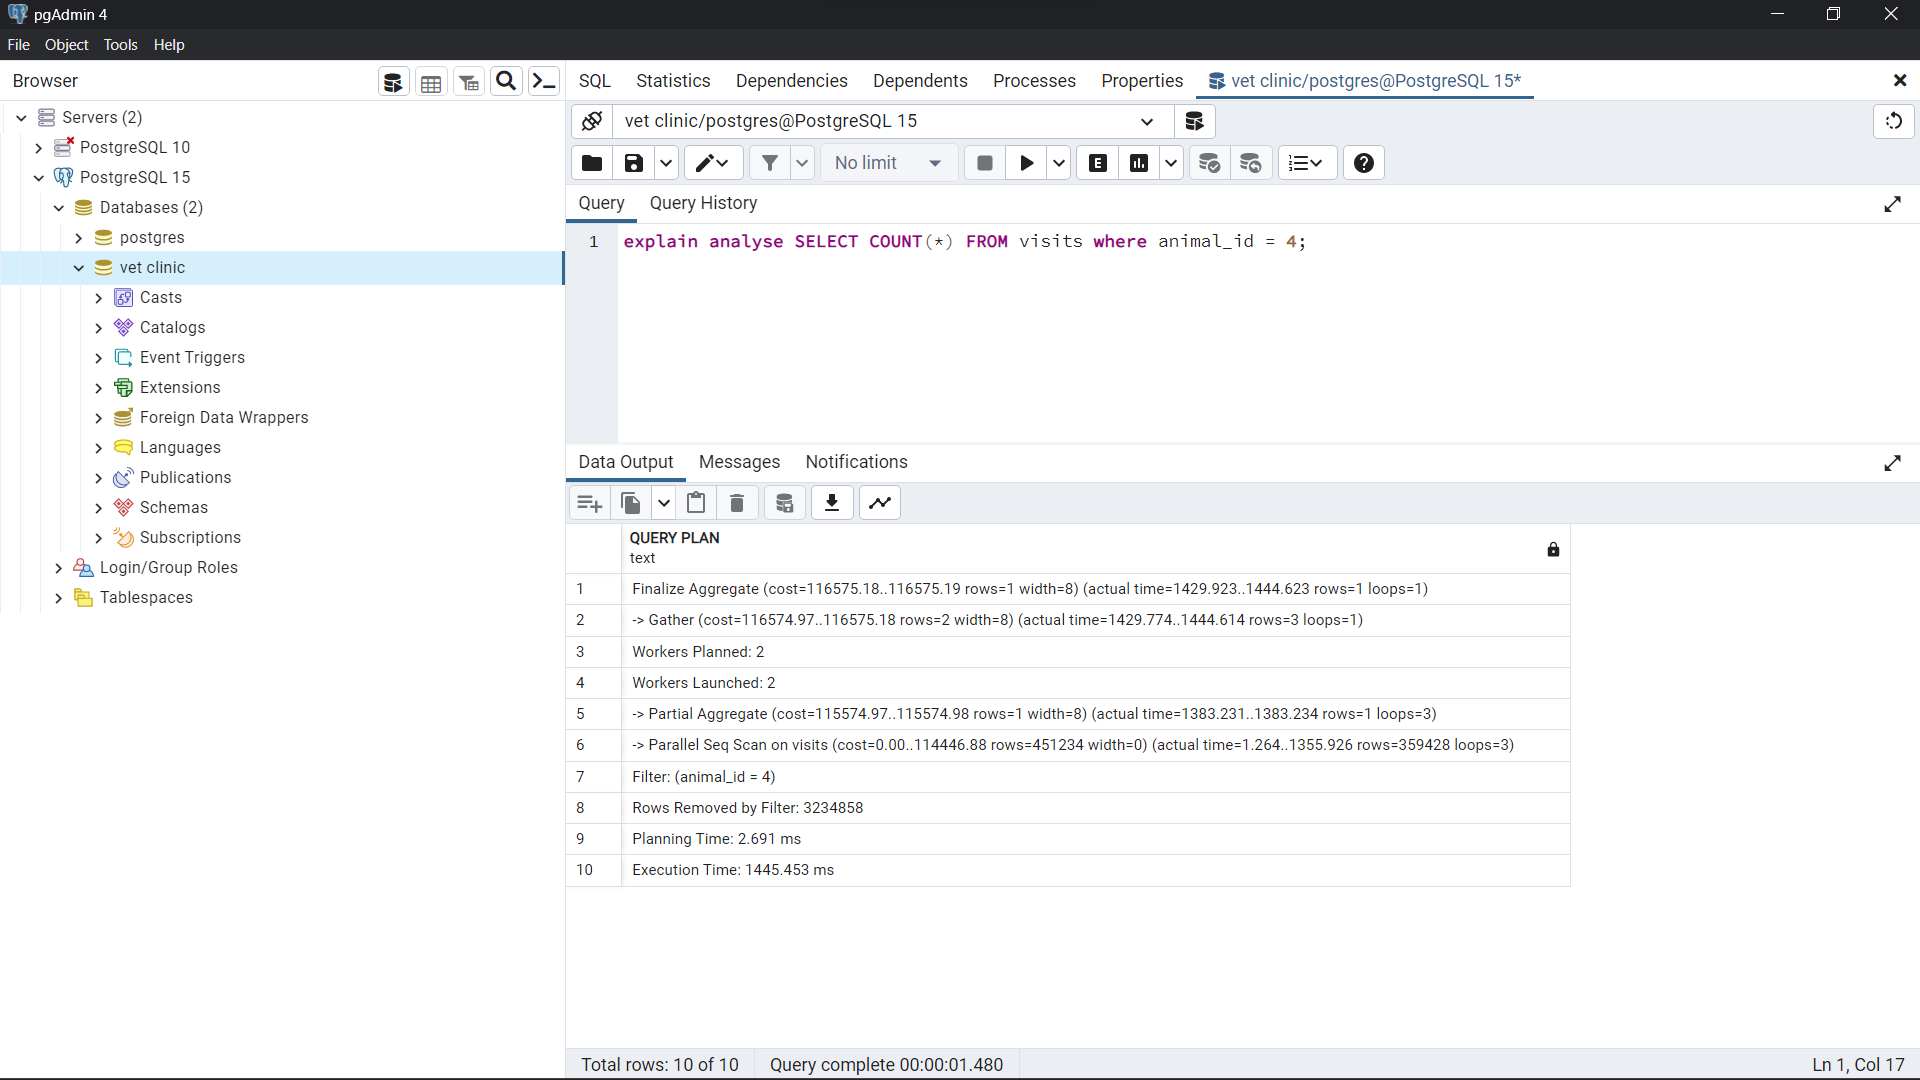 pgAdmin 4
File Object Tools Help
Browser
SQL Statistics Dependencies Dependents Processes Properties vet clinic/postgres@PostgreSQL 15*
Servers (2)
PostgreSQL 10
PostgreSQL 15
Databases (2)
postgres
vet clinic
Casts
Catalogs
Event Triggers
Extensions
Foreign Data Wrappers
Languages
Publications
Schemas
Subscriptions
Login/Group Roles
Tablespaces
vet clinic/postgres@PostgreSQL 15
No limit
E
Query Query History
1 explain analyse SELECT COUNT(*) FROM visits where animal_id = 4;
Data Output Messages Notifications
QUERY PLAN
text
1 Finalize Aggregate (cost=116575.18..116575.19 rows=1 width=8) (actual time=1429.923..1444.623 rows=1 loops=1)
2 -> Gather (cost=116574.97..116575.18 rows=2 width=8) (actual time=1429.774..1444.614 rows=3 loops=1)
3 Workers Planned: 2
4 Workers Launched: 2
5 -> Partial Aggregate (cost=115574.97..115574.98 rows=1 width=8) (actual time=1383.231..1383.234 rows=1 loops=3)
6 -> Parallel Seq Scan on visits (cost=0.00..114446.88 rows=451234 width=0) (actual time=1.264..1355.926 rows=359428 loops=3)
7 Filter: (animal_id = 4)
8 Rows Removed by Filter: 3234858
9 Planning Time: 2.691 ms
10 Execution Time: 1445.453 ms
Total rows: 10 of 10 Query complete 00:00:01.480 Ln 1, Col 17